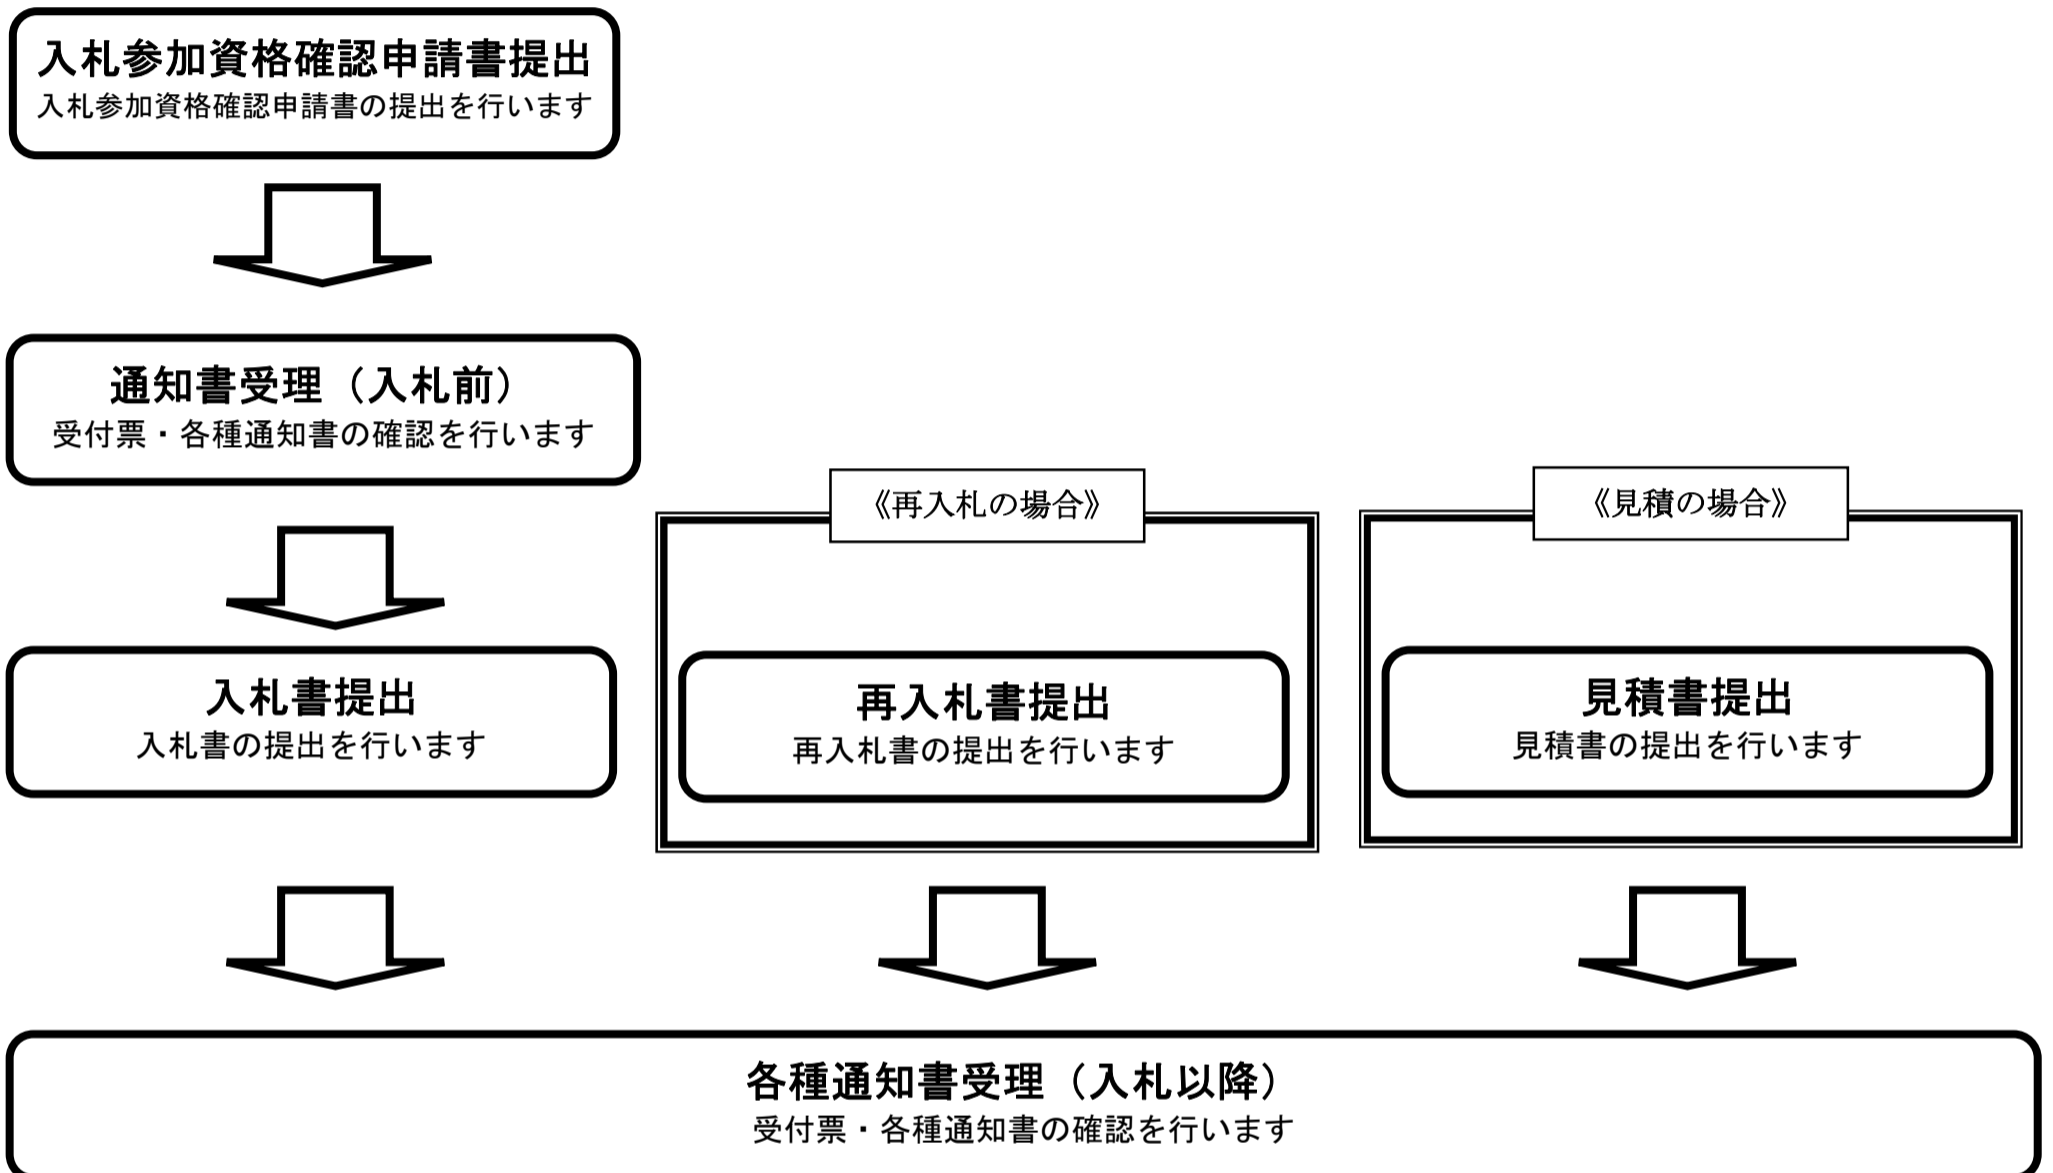 入札参加資格確認申請書提出
入札参加資格確認申請書の提出を行います
通知書受理（入札前）
受付票・各種通知書の確認を行います
《再入札の場合》
《見積の場合》
入札書提出
入札書の提出を行います
再入札書提出
再入札書の提出を行います
見積書提出
見積書の提出を行います
各種通知書受理（入札以降）
受付票・各種通知書の確認を行います